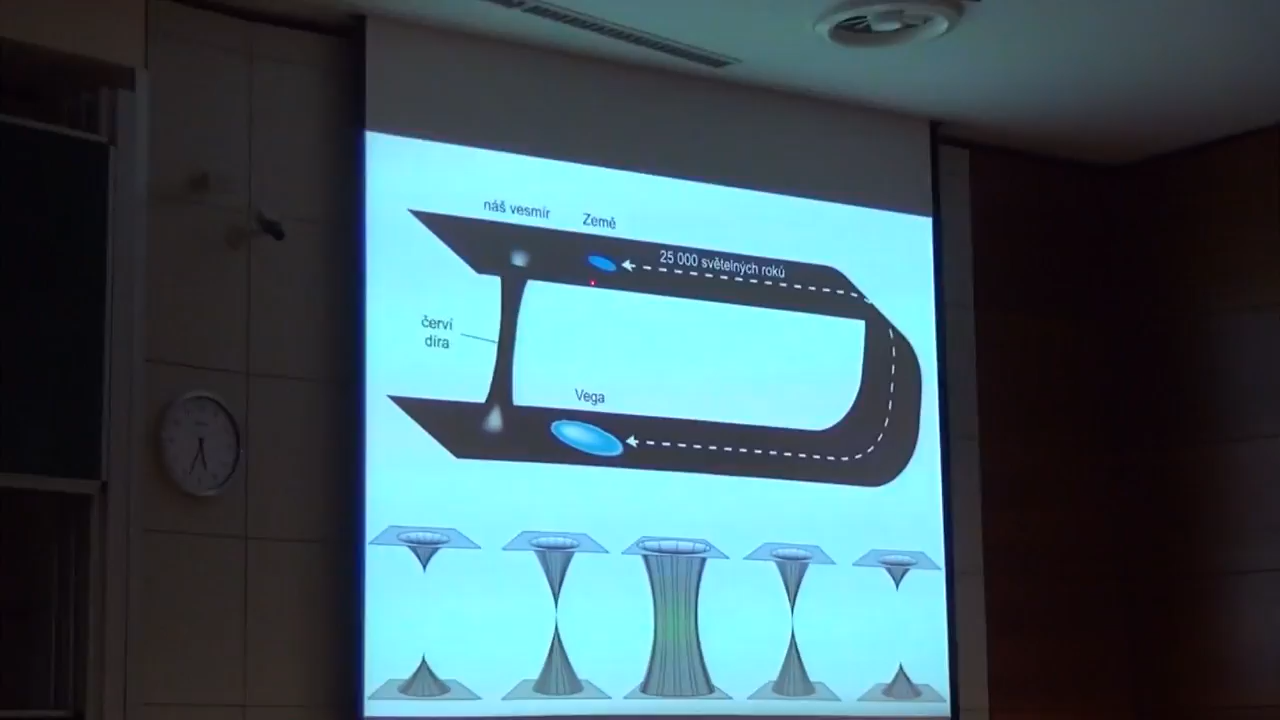 náš vesmír
Země
25 000 světelných roků
červí
díra
Vega